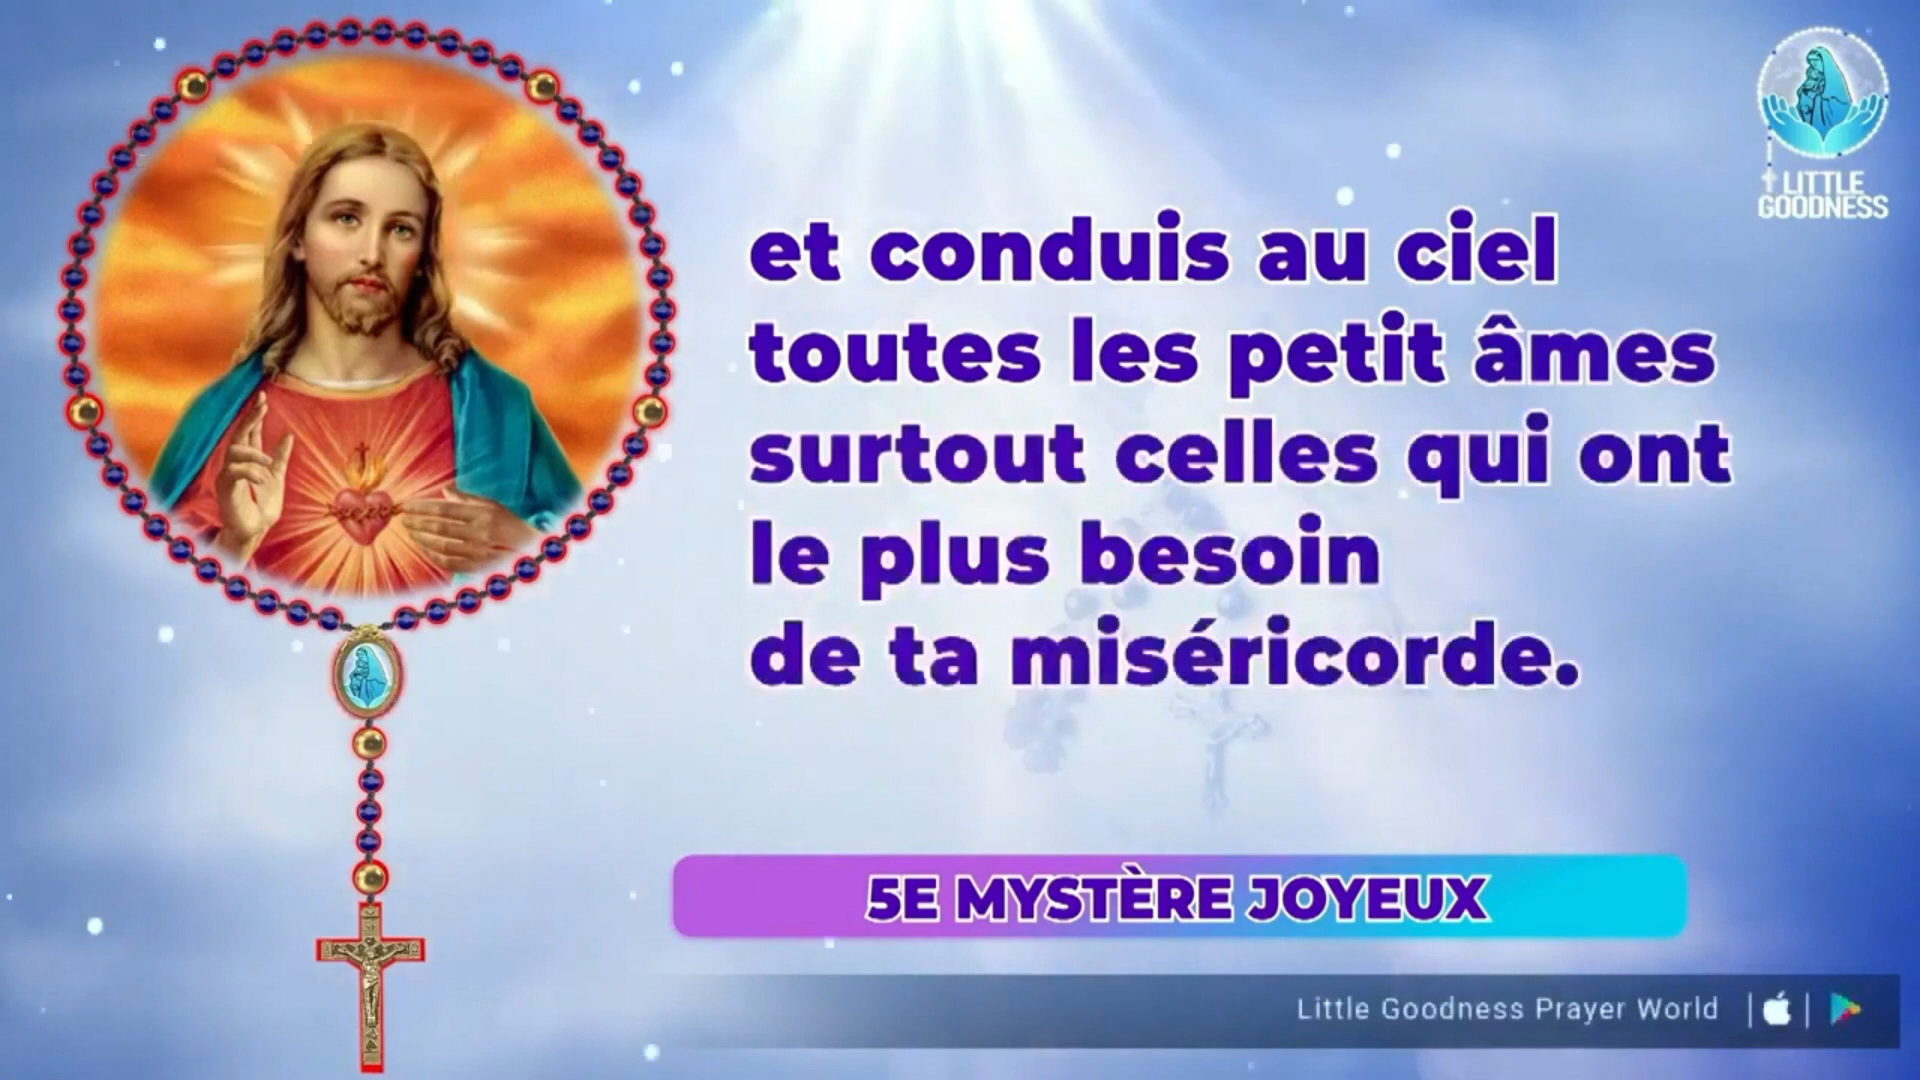 LITTLE
GOODNESS
et conduis au ciel
toutes les petit âmes
surtout celles qui ont
le plus besoin
de ta miséricorde.
5E MYSTÈRE JOYEUX
Little Goodness Prayer World